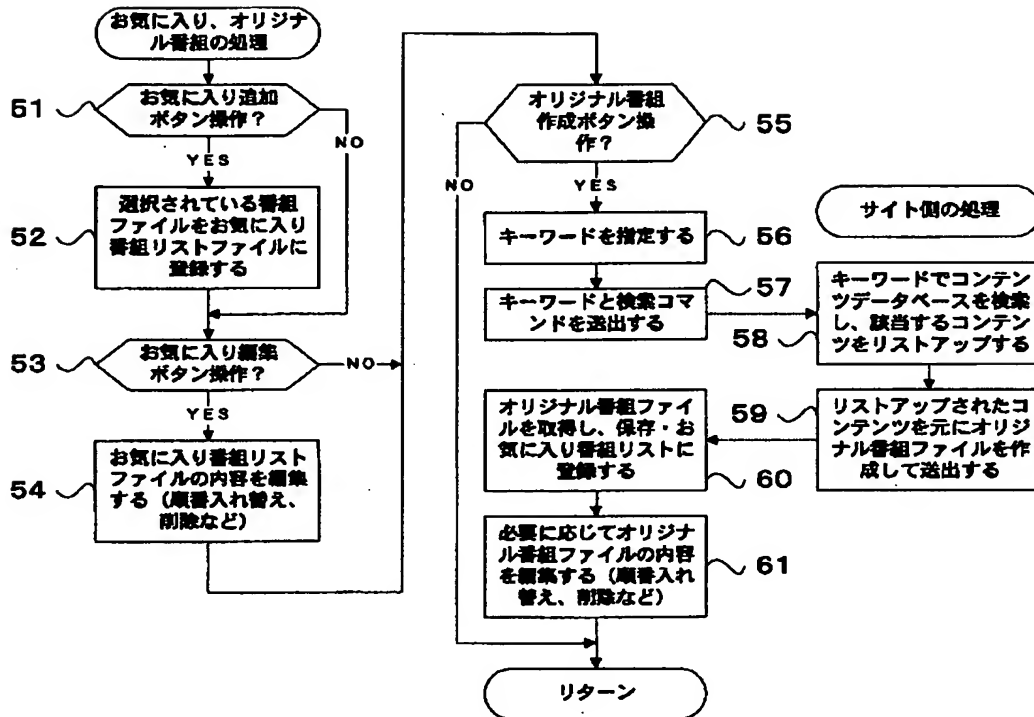 お気に入り、オリジナ
ル番組の処理
51
お気に入り追加
ボタン操作?
NO
YES
52
選択されている番組
ファイルをお気に入り
番組リストファイルに
登録する
53
お気に入り編集
ボタン操作?
NO
YES
54
お気に入り番組リスト
ファイルの内容を編集
する(順番入れ替え、
削除など)
オリジナル番組
作成ボタン操
作?
55
NO
YES
キーワードを指定する
56
キーワードと検索コマ
ンドを送出する
57
サイト側の処理
キーワードでコンテン
ツデータベースを検索
し、該当するコンテン
ツをリストアップする
58
59
リストアップされたコ
ンテンツを元にオリジ
ナル番組ファイルを作
成して送出する
オリジナル番組ファイ
ルを取得し、保存・お
気に入り番組リストに
登録する
60
必要に応じてオリジナ
ル番組ファイルの内容
を編集する(順番入れ
替え、削除など)
61
リターン